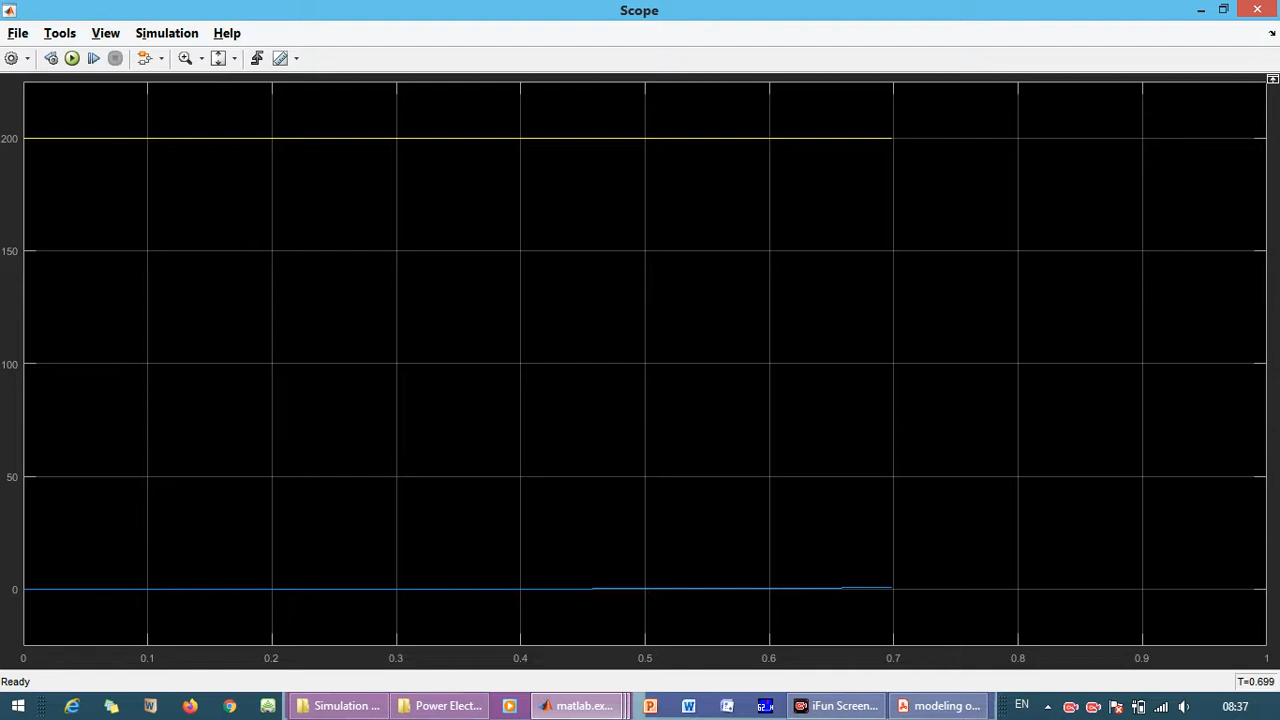 Scope
File Tools View Simulation Help
200
150
100
50
0
0 0.1 0.2 0.3 0.4 0.5 0.6 0.7 0.8 0.9 1
Ready T=0.699
Simulation ... Power Elect... matlab.ex... iFun Screen... modeling o... EN 08:37